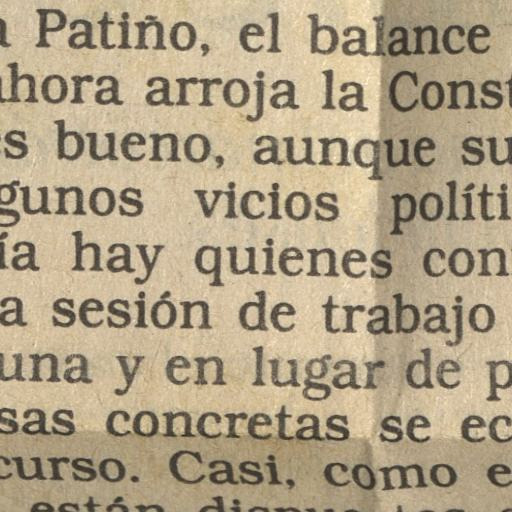 a Patiño, el balance
ahora arroja la Const
es bueno, aunque su
gunos vicios políti
ía hay quienes con
a sesión de trabajo
una y en lugar de p
sas concretas se ec
curso. Casi, como e
están